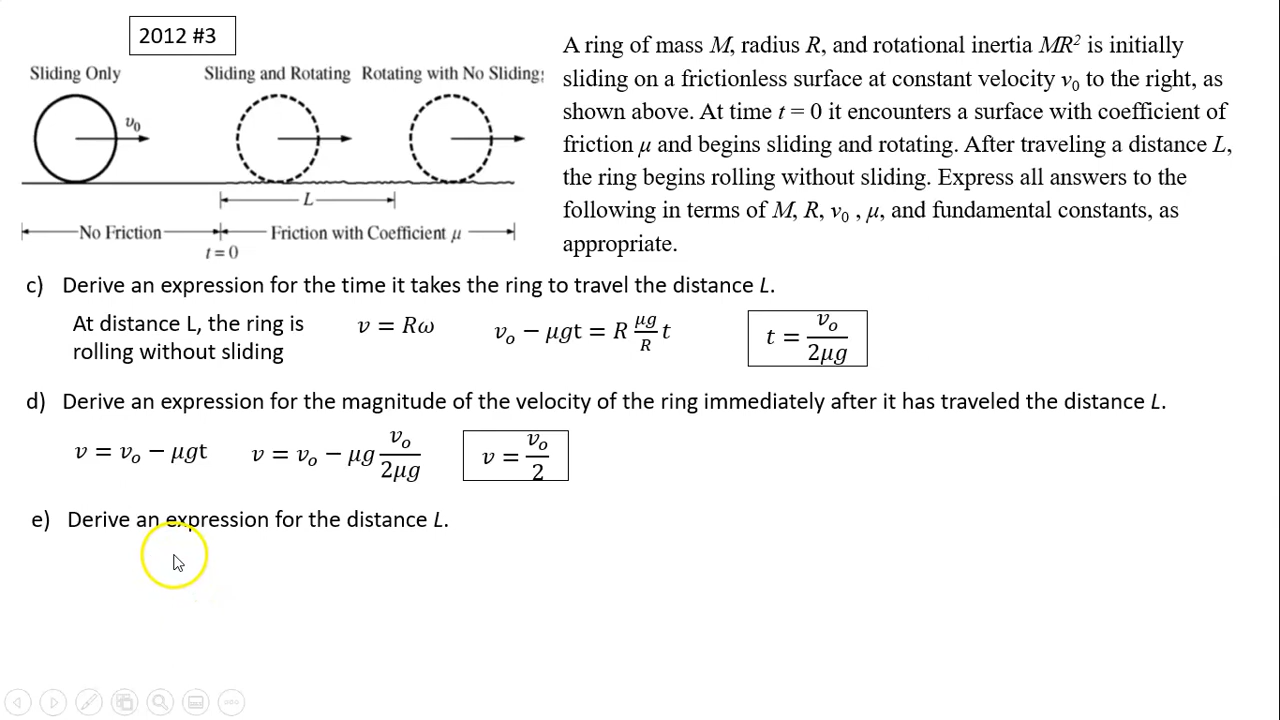 2012 #3
Sliding Only
Sliding and Rotating
Rotating with No Sliding:
v₀
L
No Friction
Friction with Coefficient μ
t = 0
A ring of mass M, radius R, and rotational inertia MR² is initially
sliding on a frictionless surface at constant velocity v₀ to the right, as
shown above. At time t = 0 it encounters a surface with coefficient of
friction μ and begins sliding and rotating. After traveling a distance L,
the ring begins rolling without sliding. Express all answers to the
following in terms of M, R, v₀ , μ, and fundamental constants, as
appropriate.
c) Derive an expression for the time it takes the ring to travel the distance L.
At distance L, the ring is
rolling without sliding
v = Rω
vₒ − μgt = R μg/R t
t = vₒ/2μg
d) Derive an expression for the magnitude of the velocity of the ring immediately after it has traveled the distance L.
v = vₒ − μgt
v = vₒ − μg vₒ/2μg
v = vₒ/2
e) Derive an expression for the distance L.